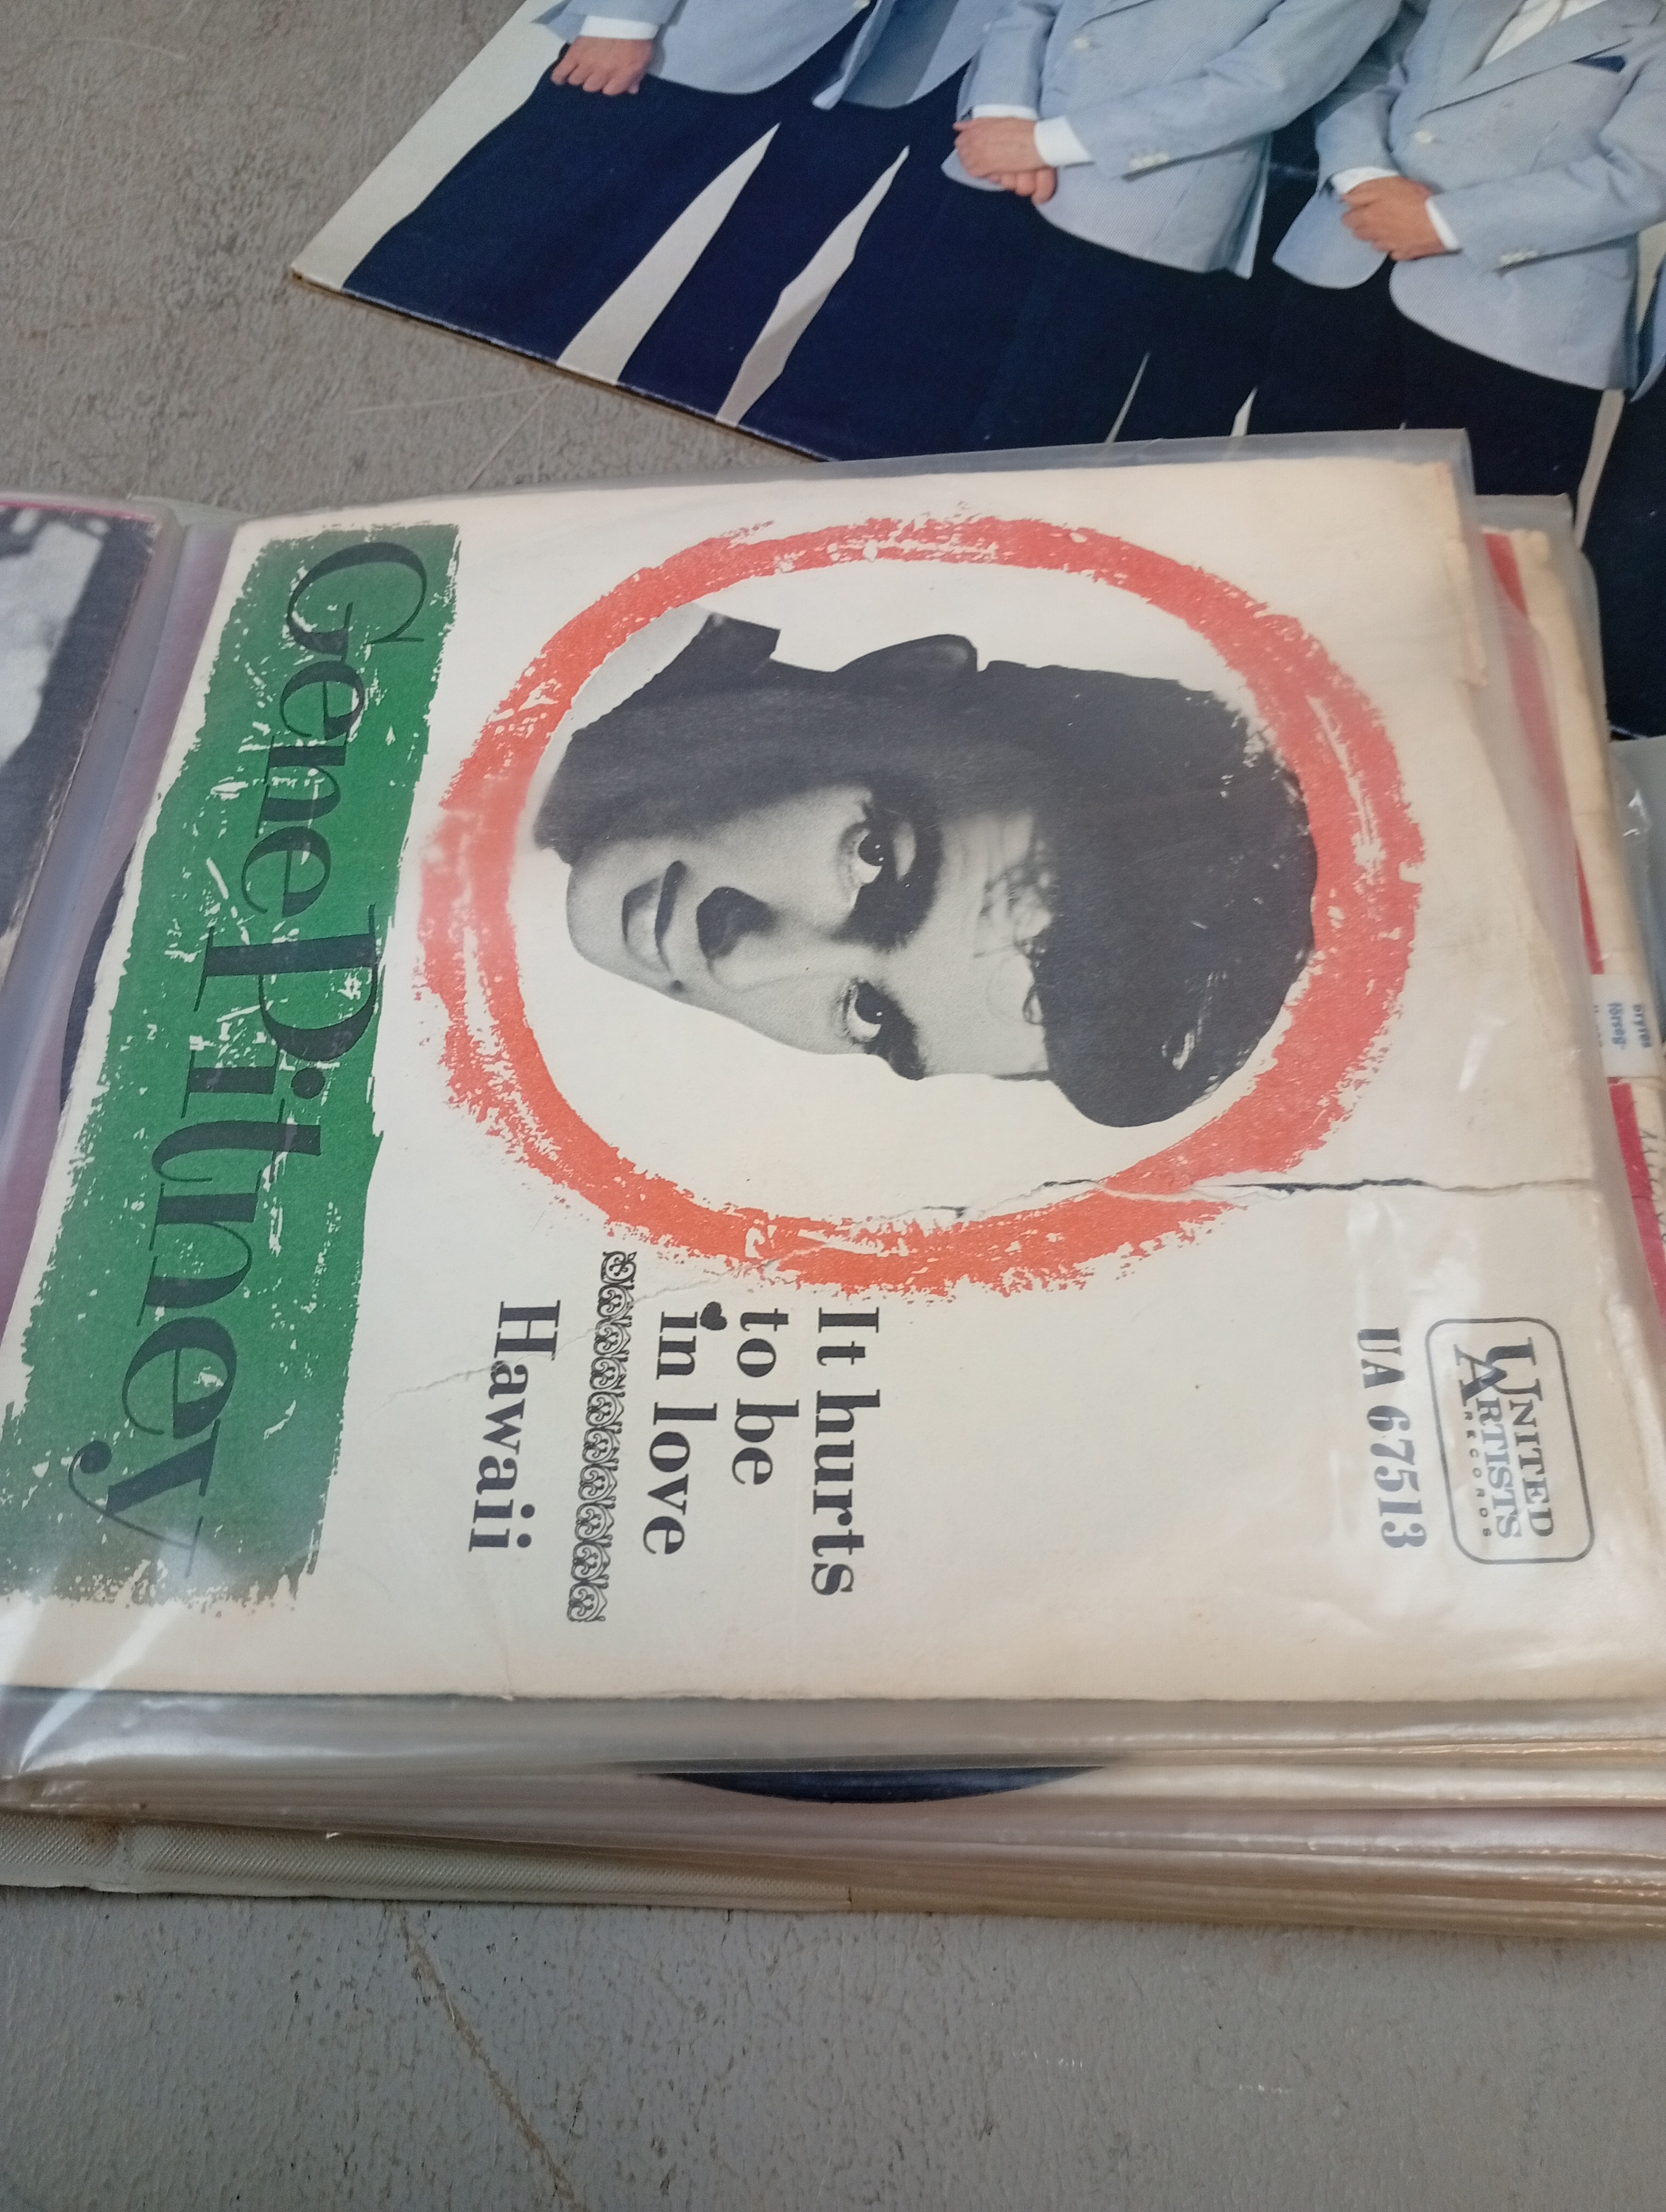 UNITED
ARTISTS
RECORDS
UA 67513
It hurts
to be
in love
Hawaii
Gene Pitney